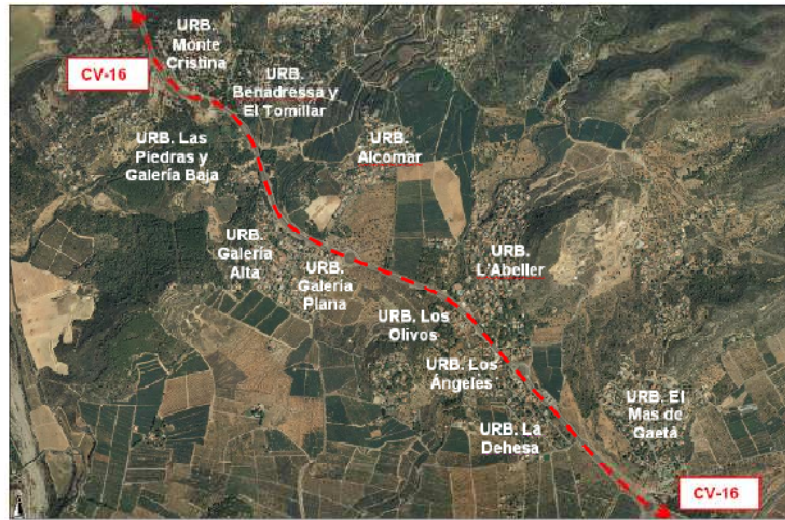 URB.
Monte
Cristina
CV-16
URB.
Benadressa y
El Tomillar
URB. Las
Piedras y
Galería Baja
URB.
Alcomar
URB.
Galería
Alta
URB.
Galería
Plana
URB.
L'Abeller
URB. Los
Olivos
URB. Los
Ángeles
URB. La
Dehesa
URB. El
Mas de
Gaetà
CV-16